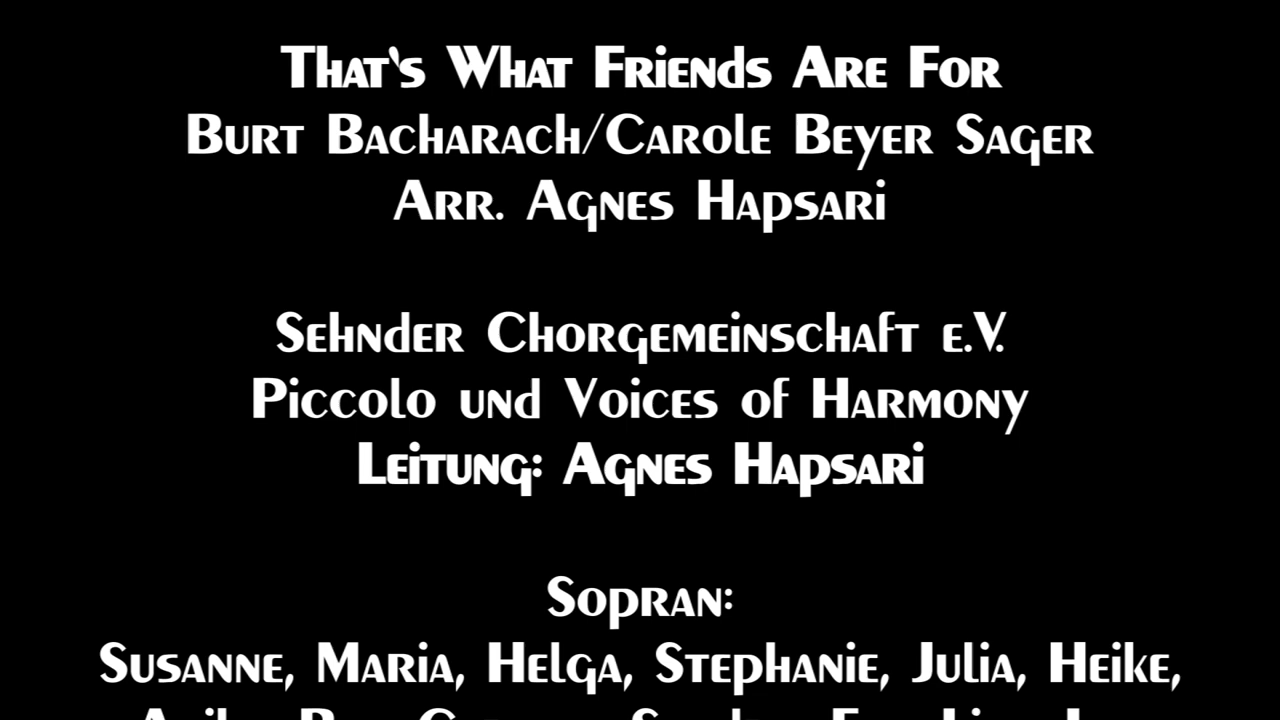 That's What Friends Are For
Burt Bacharach/Carole Beyer Sager
Arr. Agnes Hapsari
Sehnder Chorgemeinschaft e.V.
Piccolo und Voices of Harmony
Leitung: Agnes Hapsari
Sopran:
Susanne, Maria, Helga, Stephanie, Julia, Heike,